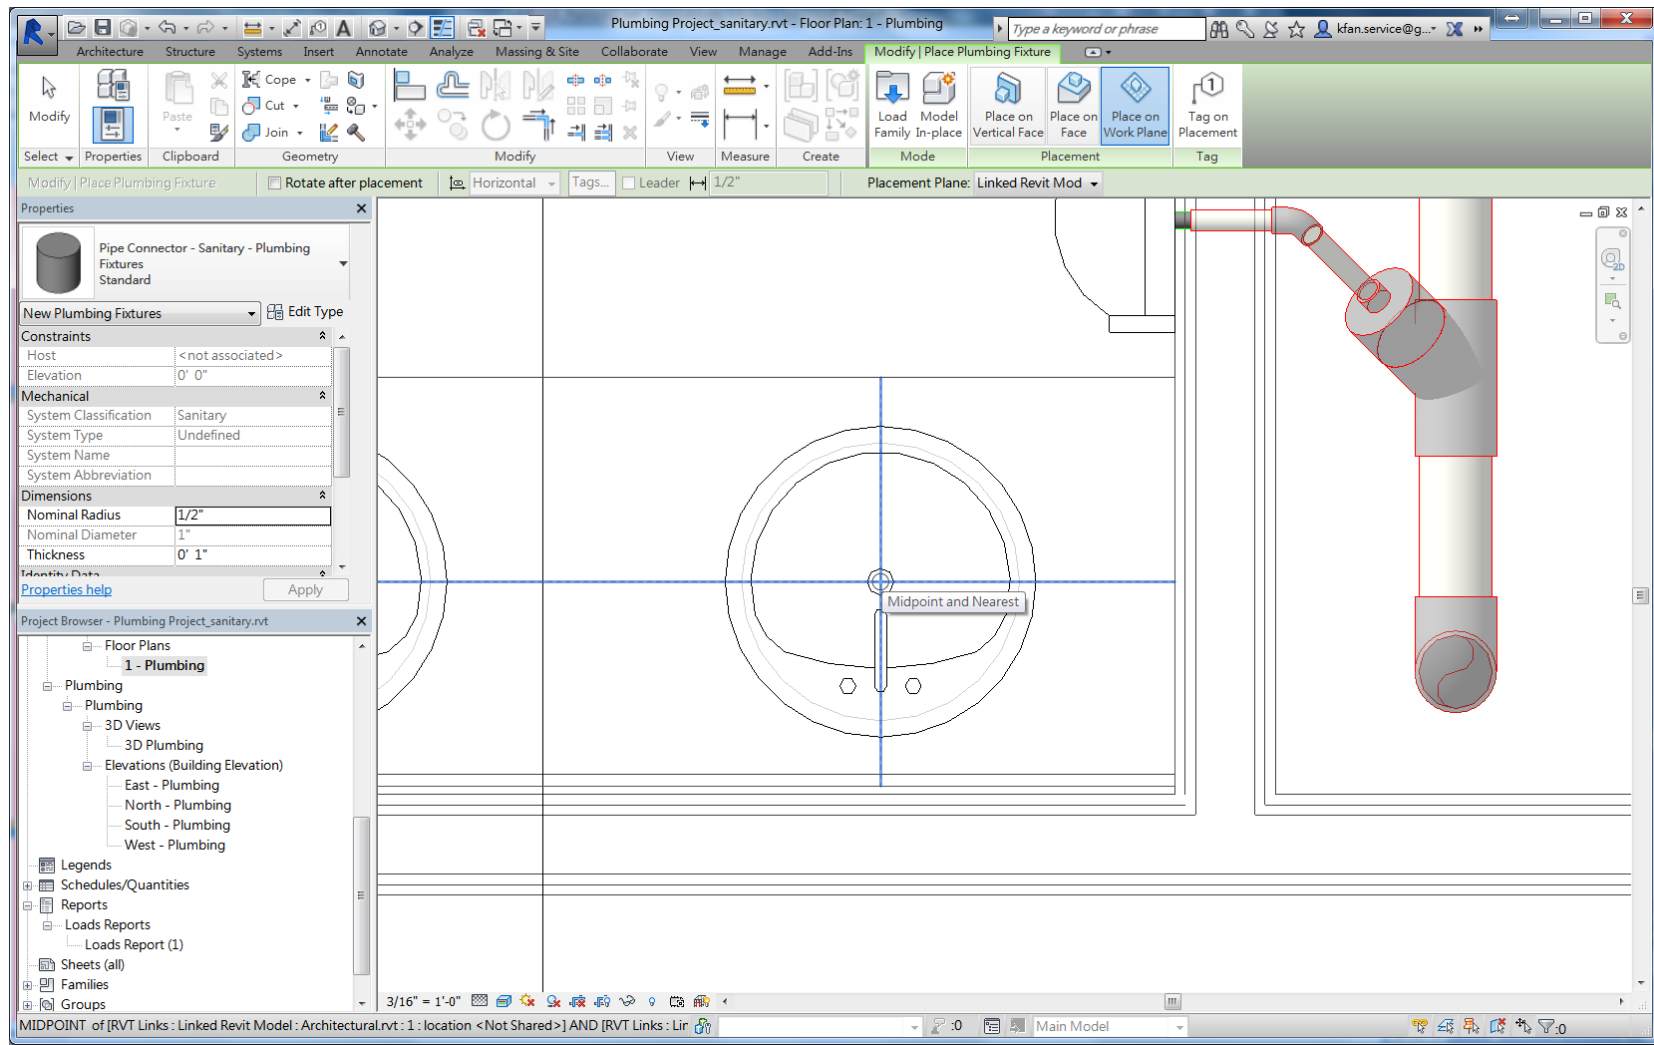 Plumbing Project_sanitary.rvt - Floor Plan: 1 - Plumbing
Type a keyword or phrase
kfan.service@g...
Architecture Structure Systems Insert Annotate Analyze Massing & Site Collaborate View Manage Add-Ins Modify | Place Plumbing Fixture
Modify
Paste
Cope
Cut
Join
Load Family
Model In-place
Place on Vertical Face
Place on Face
Place on Work Plane
Tag on Placement
Select Properties Clipboard Geometry Modify View Measure Create Mode Placement Tag
Modify | Place Plumbing Fixture Rotate after placement Horizontal Tags... Leader 1/2" Placement Plane: Linked Revit Mod
Properties
Pipe Connector - Sanitary - Plumbing
Fixtures
Standard
New Plumbing Fixtures Edit Type
Constraints
Host <not associated>
Elevation 0' 0"
Mechanical
System Classification Sanitary
System Type Undefined
System Name
System Abbreviation
Dimensions
Nominal Radius 1/2"
Nominal Diameter 1"
Thickness 0' 1"
Identity Data
Properties help Apply
Project Browser - Plumbing Project_sanitary.rvt
Floor Plans
1 - Plumbing
Plumbing
Plumbing
3D Views
3D Plumbing
Elevations (Building Elevation)
East - Plumbing
North - Plumbing
South - Plumbing
West - Plumbing
Legends
Schedules/Quantities
Reports
Loads Reports
Loads Report (1)
Sheets (all)
Families
Groups
Midpoint and Nearest
2D
3/16" = 1'-0"
MIDPOINT of [RVT Links : Linked Revit Model : Architectural.rvt : 1 : location <Not Shared>] AND [RVT Links : Lir :0 Main Model :0